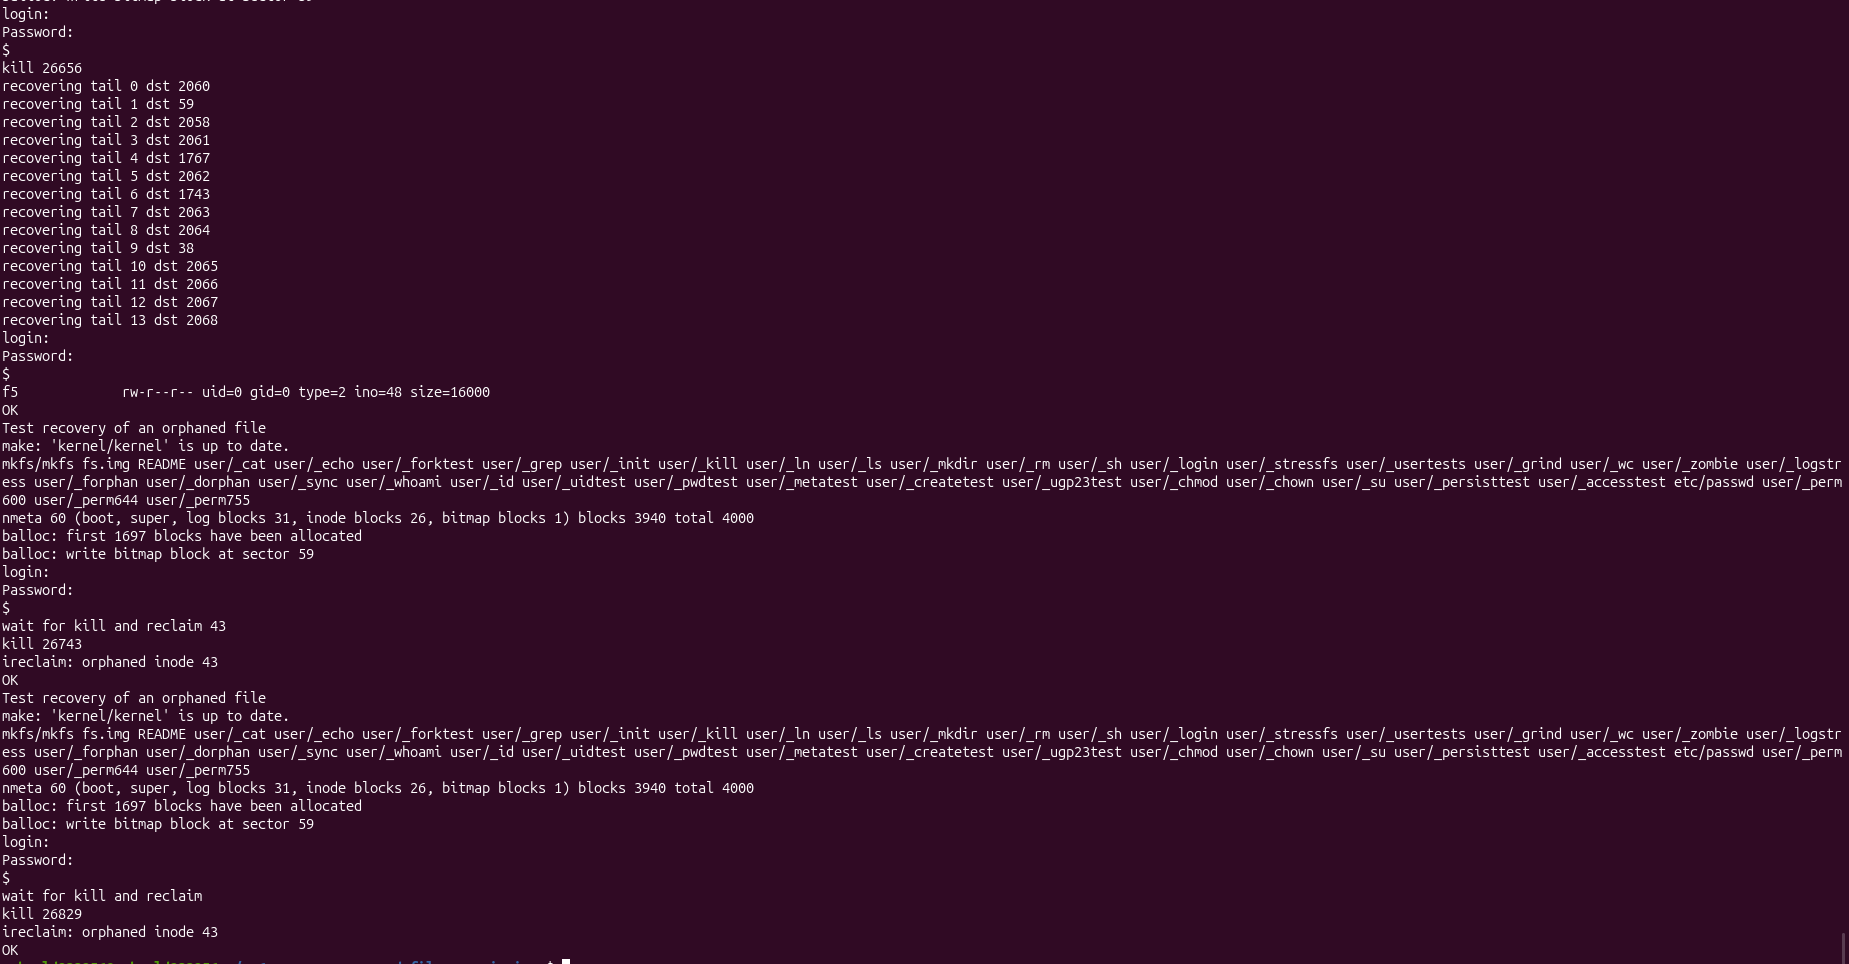 login:
Password:
$
kill 26656
recovering tail 0 dst 2060
recovering tail 1 dst 59
recovering tail 2 dst 2058
recovering tail 3 dst 2061
recovering tail 4 dst 1767
recovering tail 5 dst 2062
recovering tail 6 dst 1743
recovering tail 7 dst 2063
recovering tail 8 dst 2064
recovering tail 9 dst 38
recovering tail 10 dst 2065
recovering tail 11 dst 2066
recovering tail 12 dst 2067
recovering tail 13 dst 2068
login:
Password:
$
f5             rw-r--r-- uid=0 gid=0 type=2 ino=48 size=16000
OK
Test recovery of an orphaned file
make: 'kernel/kernel' is up to date.
mkfs/mkfs fs.img README user/_cat user/_echo user/_forktest user/_grep user/_init user/_kill user/_ln user/_ls user/_mkdir user/_rm user/_sh user/_login user/_stressfs user/_usertests user/_grind user/_wc user/_zombie user/_logstr
ess user/_forphan user/_dorphan user/_sync user/_whoami user/_id user/_uidtest user/_pwdtest user/_metatest user/_createtest user/_ugp23test user/_chmod user/_chown user/_su user/_persisttest user/_accesstest etc/passwd user/_perm
600 user/_perm644 user/_perm755
nmeta 60 (boot, super, log blocks 31, inode blocks 26, bitmap blocks 1) blocks 3940 total 4000
balloc: first 1697 blocks have been allocated
balloc: write bitmap block at sector 59
login:
Password:
$
wait for kill and reclaim 43
kill 26743
ireclaim: orphaned inode 43
OK
Test recovery of an orphaned file
make: 'kernel/kernel' is up to date.
mkfs/mkfs fs.img README user/_cat user/_echo user/_forktest user/_grep user/_init user/_kill user/_ln user/_ls user/_mkdir user/_rm user/_sh user/_login user/_stressfs user/_usertests user/_grind user/_wc user/_zombie user/_logstr
ess user/_forphan user/_dorphan user/_sync user/_whoami user/_id user/_uidtest user/_pwdtest user/_metatest user/_createtest user/_ugp23test user/_chmod user/_chown user/_su user/_persisttest user/_accesstest etc/passwd user/_perm
600 user/_perm644 user/_perm755
nmeta 60 (boot, super, log blocks 31, inode blocks 26, bitmap blocks 1) blocks 3940 total 4000
balloc: first 1697 blocks have been allocated
balloc: write bitmap block at sector 59
login:
Password:
$
wait for kill and reclaim
kill 26829
ireclaim: orphaned inode 43
OK